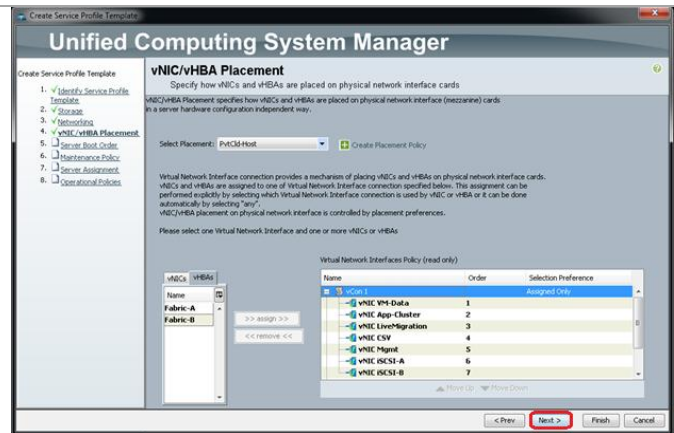 Create Service Profile Template
Unified Computing System Manager
Create Service Profile Template
1. √Identify Service Profile
Template
2. √Storage
3. √Networking
4. √vNIC/vHBA Placement
5. Server Boot Order
6. Maintenance Policy
7. Server Assignment
8. Operational Policies
vNIC/vHBA Placement
Specify how vNICs and vHBAs are placed on physical network interface cards
vNIC/vHBA Placement specifies how vNICs and vHBAs are placed on physical network interface (mezzanine) cards
in a server hardware configuration independent way.
Select Placement: PvtCld-Host
Create Placement Policy
Virtual Network Interface connection provides a mechanism of placing vNICs and vHBAs on physical network interface cards.
vNICs and vHBAs are assigned to one of Virtual Network Interface connection specified below. This assignment can be
performed explicitly by selecting which Virtual Network Interface connection is used by vNIC or vHBA or it can be done
automatically by selecting "any".
vNIC/vHBA placement on physical network interface is controlled by placement preferences.
Please select one Virtual Network Interface and one or more vNICs or vHBAs
vNICs vHBAs
Name
Fabric-A
Fabric-B
>> assign >>
<< remove <<
Virtual Network Interfaces Policy (read only)
Name Order Selection Preference
vCon 1 Assigned Only
vNIC VM-Data 1
vNIC App-Cluster 2
vNIC LiveMigration 3
vNIC CSV 4
vNIC Mgmt 5
vNIC iSCSI-A 6
vNIC iSCSI-B 7
Move Up Move Down
< Prev Next > Finish Cancel